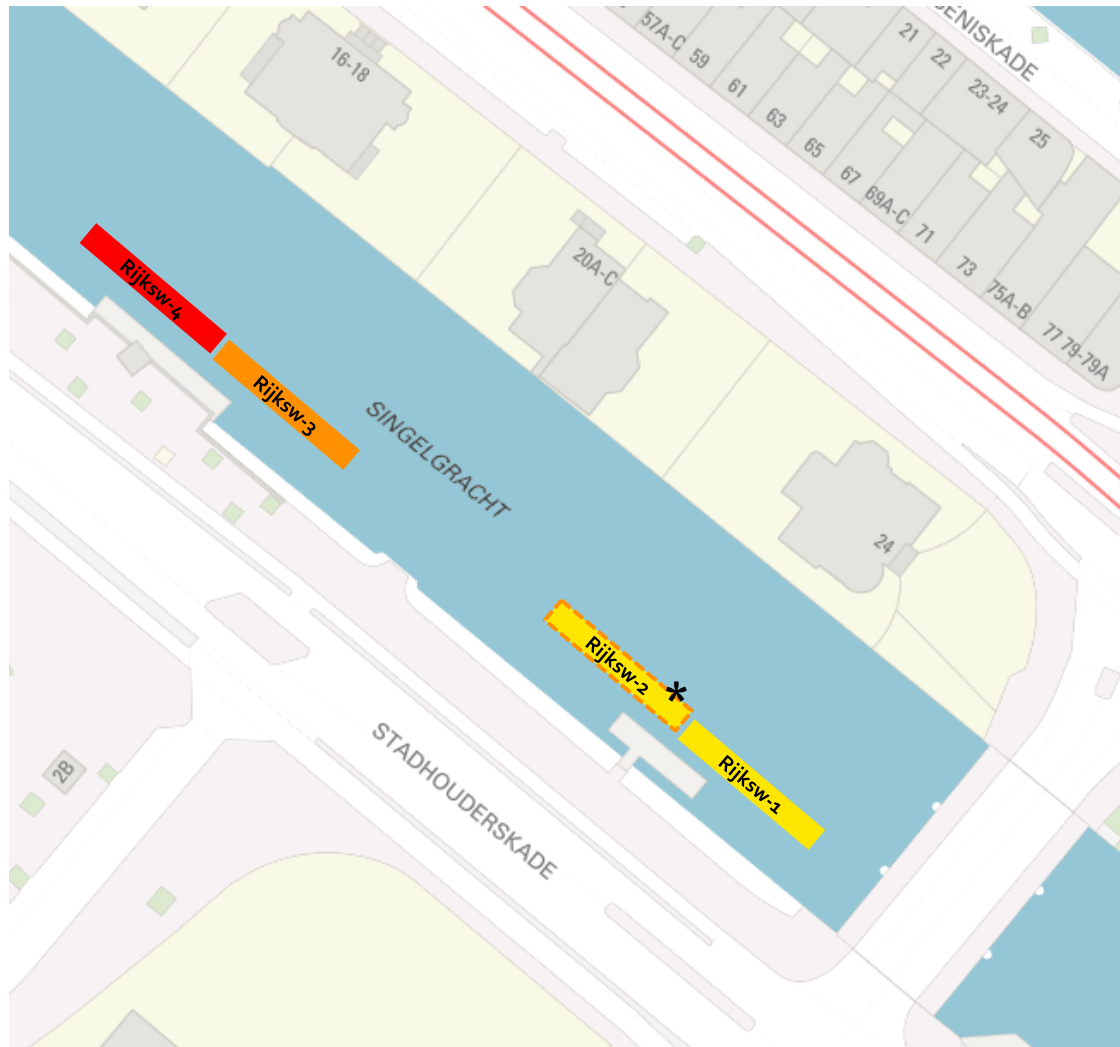 57A-C
59
61
63
65
67
69A-C
71
73
75A-B
77
79-79A
21
22
23-24
25
ENISKADE
16-18
20A-C
24
Rijksw-4
Rijksw-3
SINGELGRACHT
Rijksw-2
*
Rijksw-1
STADHOUDERSKADE
2B